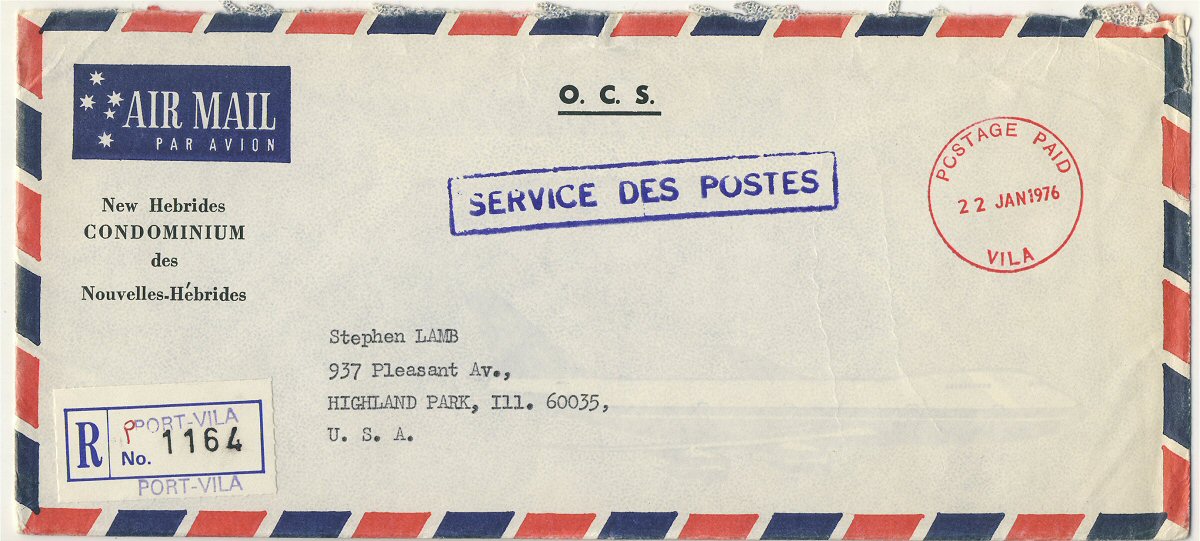 O. C. S.
AIR MAIL
PAR AVION
POSTAGE PAID
22 JAN 1976
VILA
SERVICE DES POSTES
New Hebrides
CONDOMINIUM
des
Nouvelles-Hébrides
Stephen LAMB
937 Pleasant Av.,
HIGHLAND PARK, Ill. 60035,
U. S. A.
R
PORT-VILA
No. 1164
PORT-VILA